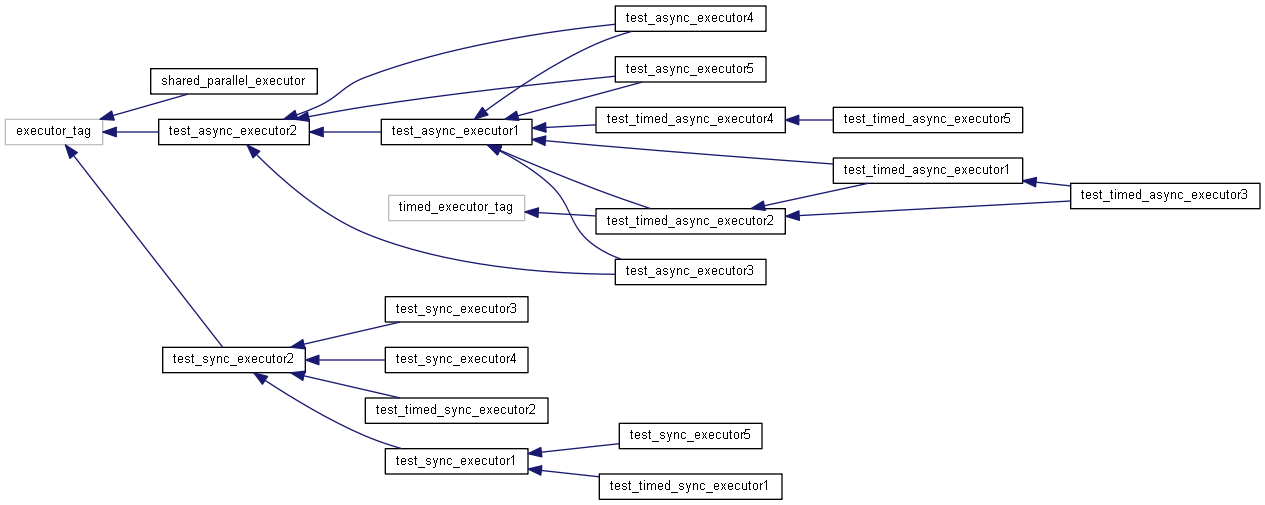 test_async_executor4
test_async_executor5
shared_parallel_executor
executor_tag
test_async_executor2
test_async_executor1
test_timed_async_executor4
test_timed_async_executor5
test_timed_async_executor1
test_timed_async_executor3
timed_executor_tag
test_timed_async_executor2
test_async_executor3
test_sync_executor3
test_sync_executor2
test_sync_executor4
test_timed_sync_executor2
test_sync_executor5
test_sync_executor1
test_timed_sync_executor1